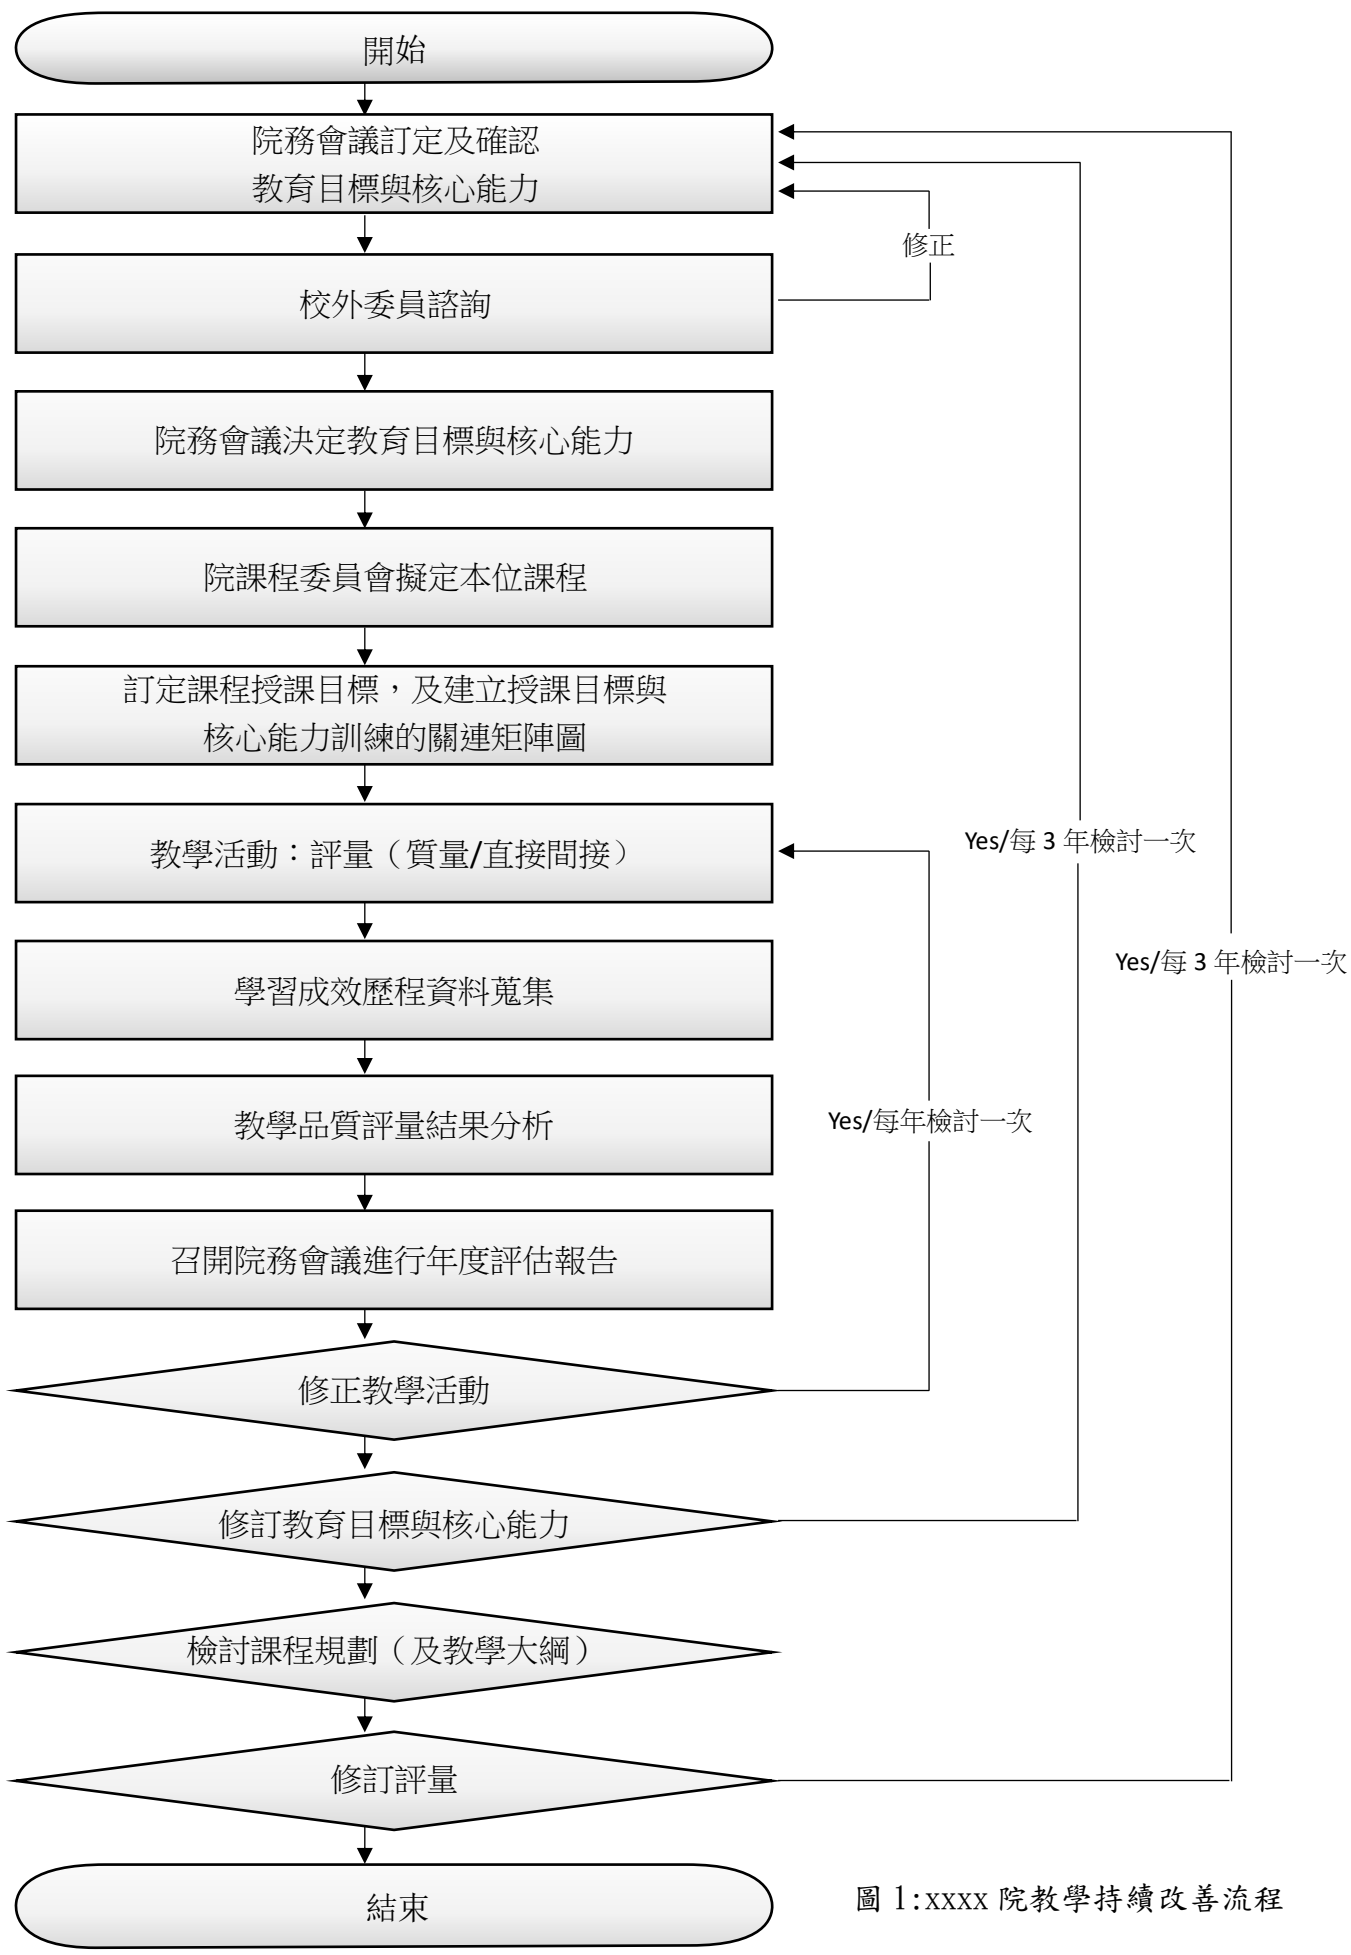 開始
院務會議訂定及確認
教育目標與核心能力
修正
校外委員諮詢
院務會議決定教育目標與核心能力
院課程委員會擬定本位課程
訂定課程授課目標，及建立授課目標與
核心能力訓練的關連矩陣圖
教學活動：評量（質量/直接間接）
Yes/每 3 年檢討一次
Yes/每 3 年檢討一次
學習成效歷程資料蒐集
教學品質評量結果分析
Yes/每年檢討一次
召開院務會議進行年度評估報告
修正教學活動
修訂教育目標與核心能力
檢討課程規劃（及教學大綱）
修訂評量
結束
圖 1:xxxx 院教學持續改善流程